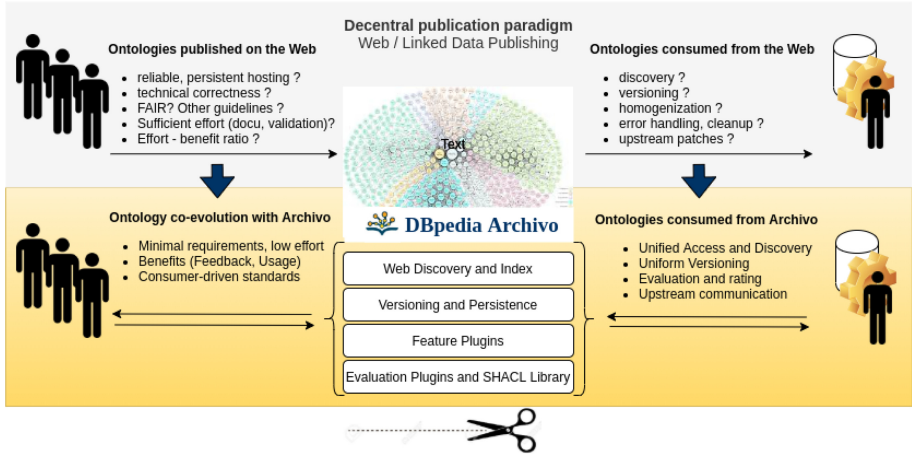 Decentral publication paradigm
Web / Linked Data Publishing
Ontologies published on the Web
• reliable, persistent hosting ?
• technical correctness ?
• FAIR? Other guidelines ?
• Sufficient effort (docu, validation)?
• Effort - benefit ratio ?
Text
Ontologies consumed from the Web
• discovery ?
• versioning ?
• homogenization ?
• error handling, cleanup ?
• upstream patches ?
Ontology co-evolution with Archivo
• Minimal requirements, low effort
• Benefits (Feedback, Usage)
• Consumer-driven standards
DBpedia Archivo
Web Discovery and Index
Versioning and Persistence
Feature Plugins
Evaluation Plugins and SHACL Library
Ontologies consumed from Archivo
• Unified Access and Discovery
• Uniform Versioning
• Evaluation and rating
• Upstream communication